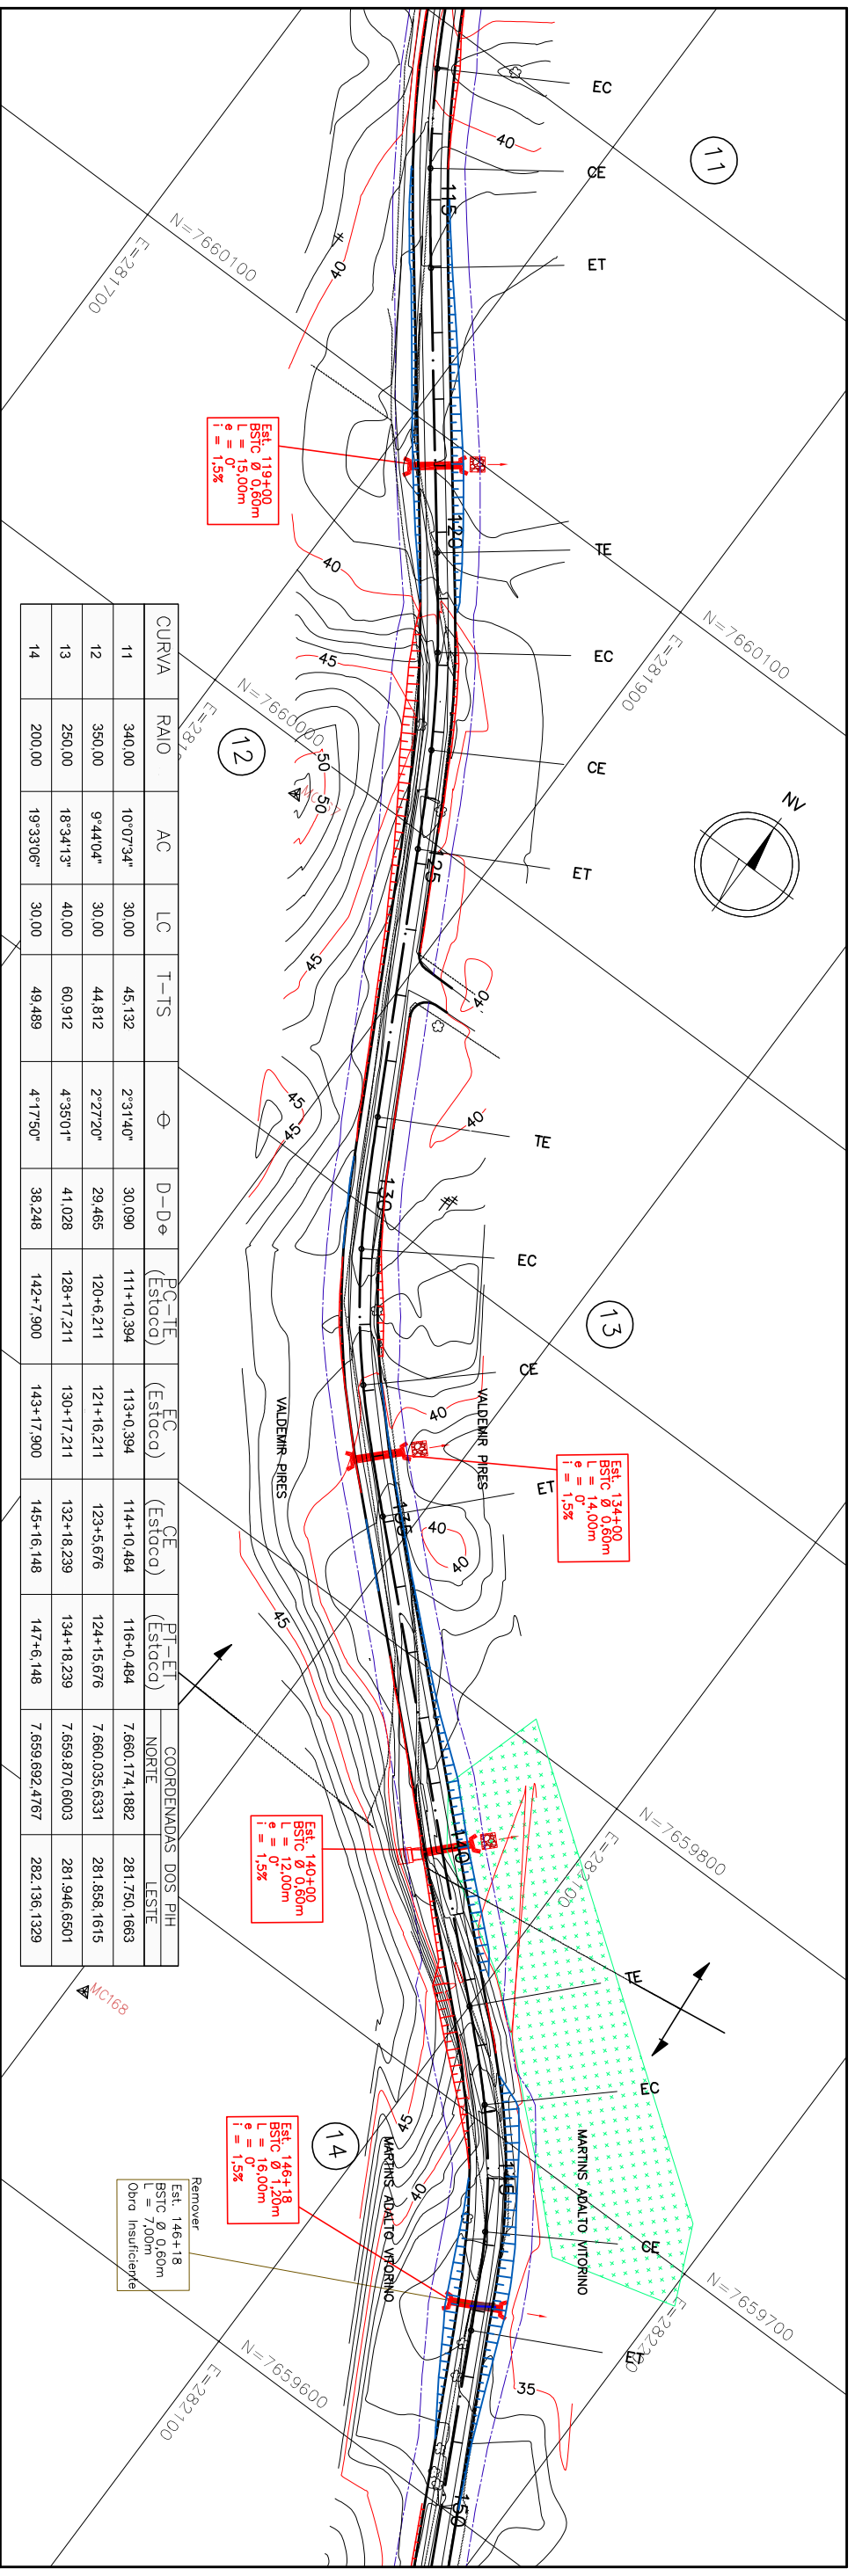 11
EC
CE
ET
TE
EC
CE
ET
TE
EC
CE
ET
TE
EC
CE
ET
115
120
125
130
135
140
145
150
40
40
40
45
50
50
45
40
45
45
40
40
40
40
45
45
40
35
N=7660100
E=281700
N=7660100
E=281900
N=7660000
N=7659800
E=282100
N=7659700
N=7659600
E=282100
NV
12
13
14
MC168
VALDEMIR PIRES
VALDEMIR PIRES
MARTINS ADALTO VITORINO
MARTINS ADALTO VITORINO
Est. 119+00
BSTC Ø 0,60m
L = 15,00m
e = 0°
i = 1,5%
Est. 134+00
BSTC Ø 0,60m
L = 14,00m
e = 0°
i = 1,5%
Est. 140+00
BSTC Ø 0,60m
L = 12,00m
e = 0°
i = 1,5%
Est. 146+18
BSTC Ø 1,20m
L = 16,00m
e = 0°
i = 1,5%
Remover
Est. 146+18
BSTC Ø 0,60m
L = 7,00m
Obra Insuficiente
CURVA RAIO AC LC T-TS Θ D-DΘ PC-TE (Estaca) EC (Estaca) CE (Estaca) PT-ET (Estaca) COORDENADAS DOS PIH NORTE LESTE
11 340,00 10°07'34" 30,00 45,132 2°31'40" 30,090 111+10,394 113+0,394 114+10,484 116+0,484 7.660.174,1882 281.750,1663
12 350,00 9°44'04" 30,00 44,812 2°27'20" 29,465 120+6,211 121+16,211 123+5,676 124+15,676 7.660.035,6331 281.858,1615
13 250,00 18°34'13" 40,00 60,912 4°35'01" 41,028 128+17,211 130+17,211 132+18,239 134+18,239 7.659.870,6003 281.946,6501
14 200,00 19°33'06" 30,00 49,489 4°17'50" 38,248 142+7,900 143+17,900 145+16,148 147+6,148 7.659.692,4767 282.136,1329